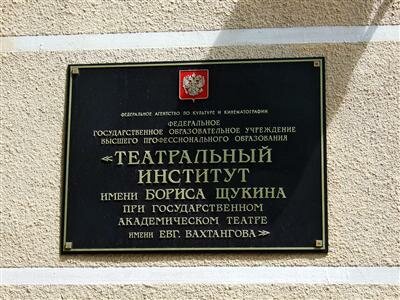 ФЕДЕРАЛЬНОЕ АГЕНТСТВО ПО КУЛЬТУРЕ И КИНЕМАТОГРАФИИ
ФЕДЕРАЛЬНОЕ
ГОСУДАРСТВЕННОЕ ОБРАЗОВАТЕЛЬНОЕ УЧРЕЖДЕНИЕ
ВЫСШЕГО ПРОФЕССИОНАЛЬНОГО ОБРАЗОВАНИЯ
«ТЕАТРАЛЬНЫЙ
ИНСТИТУТ
ИМЕНИ БОРИСА ЩУКИНА
ПРИ ГОСУДАРСТВЕННОМ
АКАДЕМИЧЕСКОМ ТЕАТРЕ
ИМЕНИ ЕВГ. ВАХТАНГОВА»